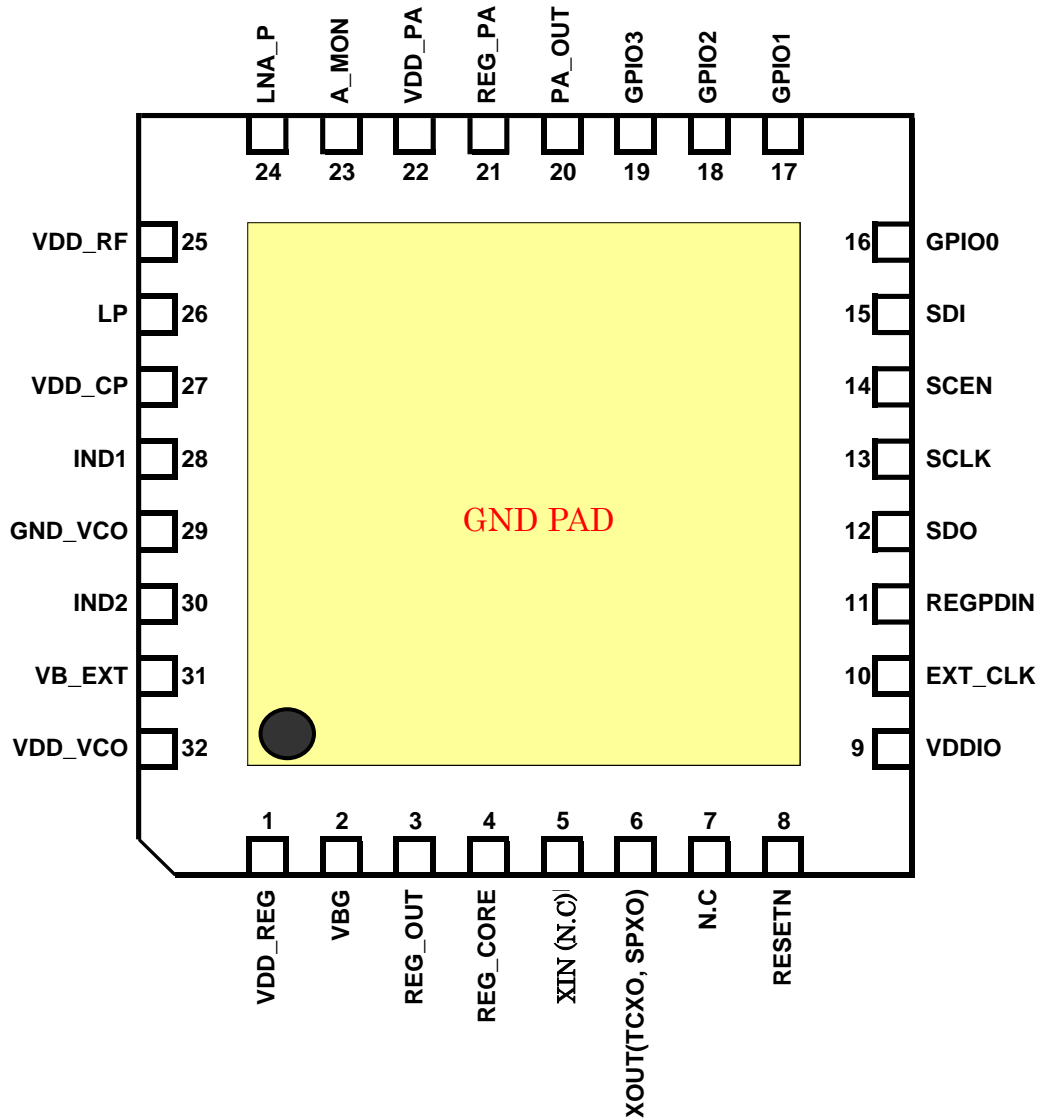 LNA_P
A_MON
VDD_PA
REG_PA
PA_OUT
GPIO3
GPIO2
GPIO1
24 23 22 21 20 19 18 17
VDD_RF 25 16 GPIO0
LP 26 15 SDI
VDD_CP 27 14 SCEN
IND1 28 13 SCLK
GND PAD
GND_VCO 29 12 SDO
IND2 30 11 REGPDIN
VB_EXT 31 10 EXT_CLK
VDD_VCO 32 9 VDDIO
1 2 3 4 5 6 7 8
VDD_REG
VBG
REG_OUT
REG_CORE
XIN (N.C)
XOUT(TCXO, SPXO)
N.C
RESETN